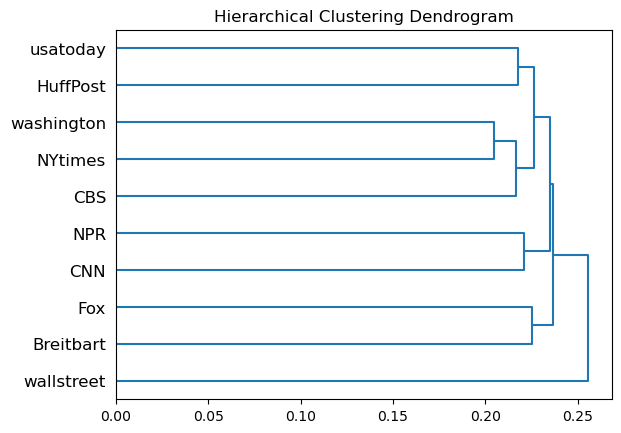 Hierarchical Clustering Dendrogram
usatoday
HuffPost
washington
NYtimes
CBS
NPR
CNN
Fox
Breitbart
wallstreet
0.00 0.05 0.10 0.15 0.20 0.25